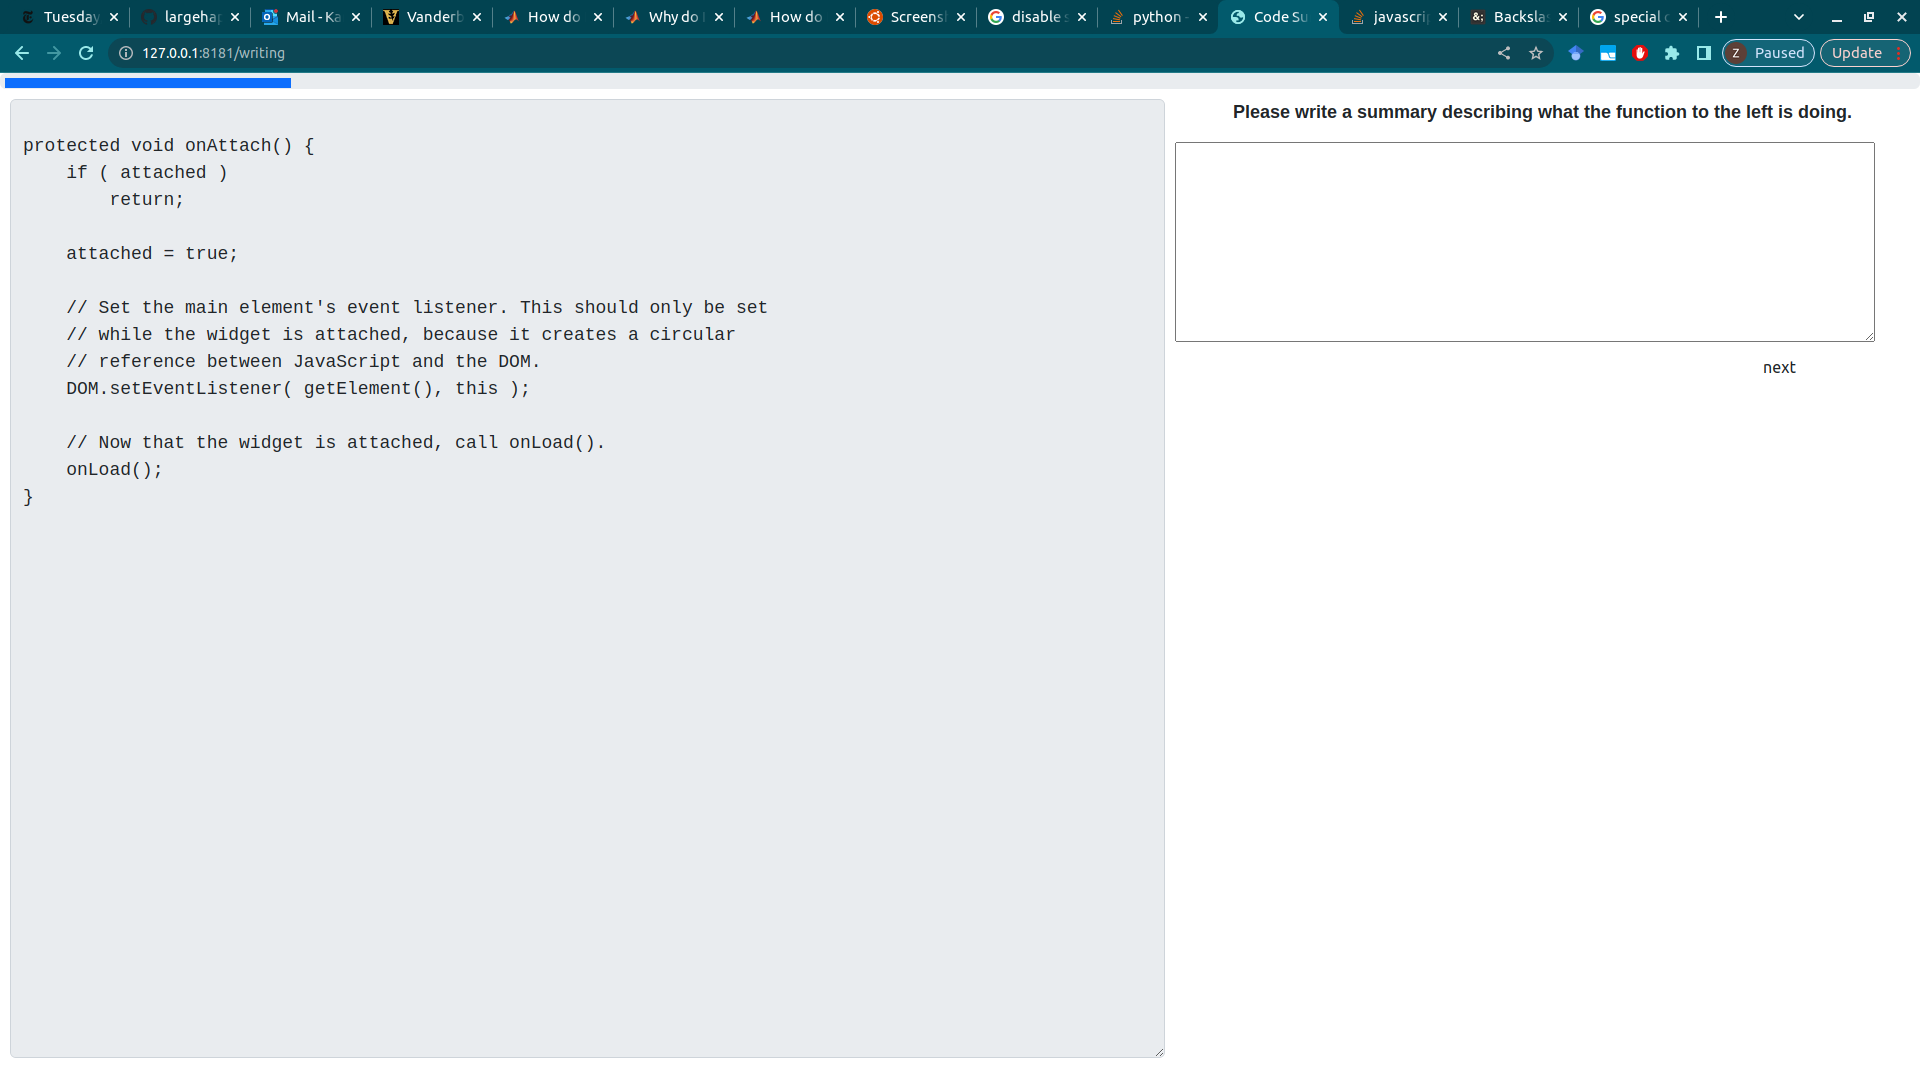 Tuesday
largehap
Mail - Ka
Vanderb
How do
Why do
How do
Screensh
disable s
python -
Code Su
javascrip
Backslas
special c
127.0.0.1:8181/writing
Z Paused
Update
protected void onAttach() {
    if ( attached )
        return;
    attached = true;
    // Set the main element's event listener. This should only be set
    // while the widget is attached, because it creates a circular
    // reference between JavaScript and the DOM.
    DOM.setEventListener( getElement(), this );
    // Now that the widget is attached, call onLoad().
    onLoad();
}
Please write a summary describing what the function to the left is doing.
next